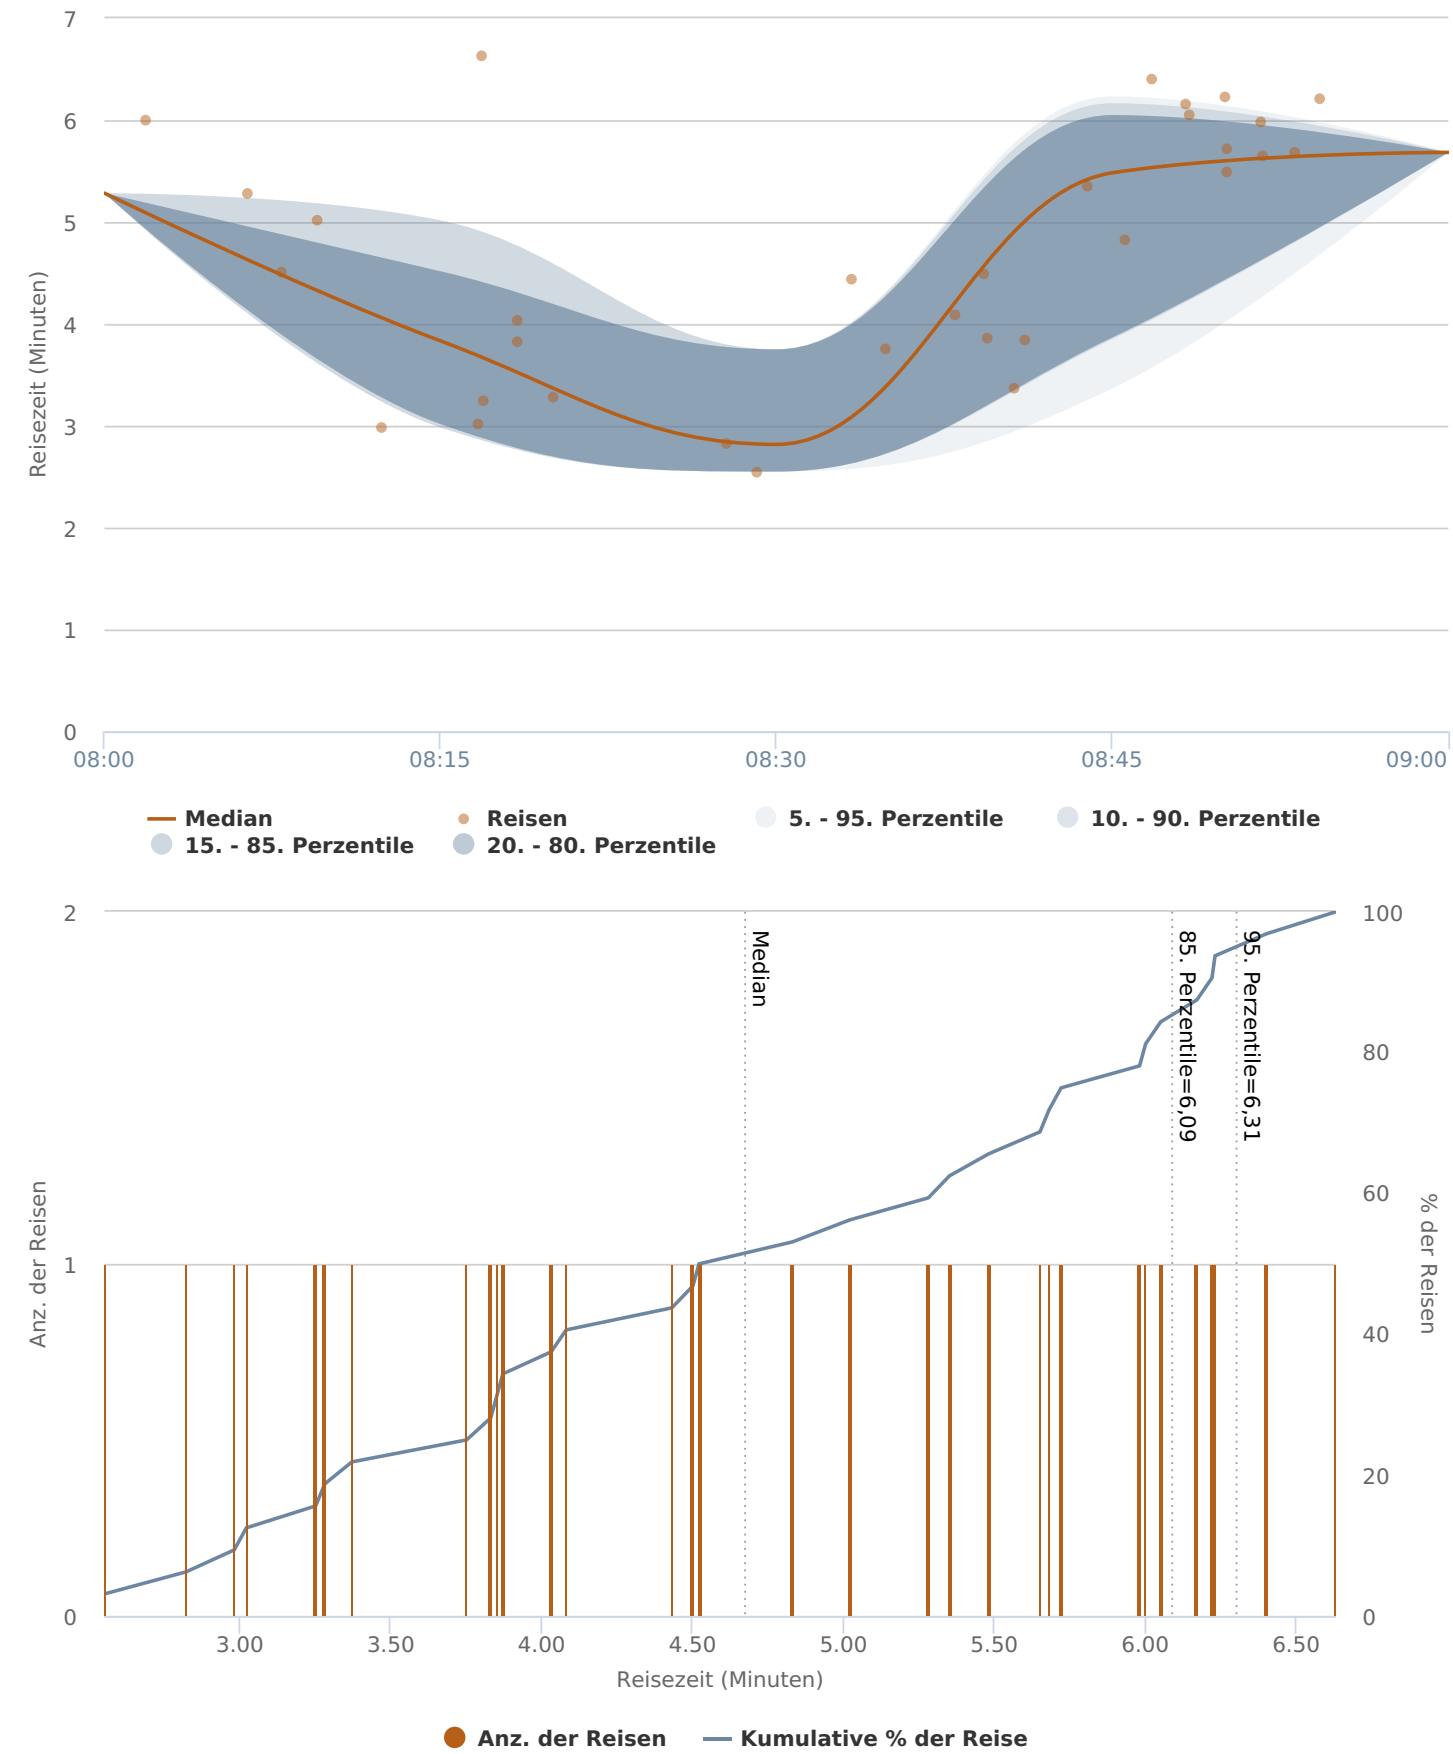 7
6
5
4
3
2
1
0
Reisezeit (Minuten)
08:00 08:15 08:30 08:45 09:00
Median Reisen 5. - 95. Perzentile 10. - 90. Perzentile
15. - 85. Perzentile 20. - 80. Perzentile
2
1
0
Anz. der Reisen
Median
85. Perzentile=6,09
95. Perzentile=6,31
100
80
60
40
20
0
% der Reisen
3.00 3.50 4.00 4.50 5.00 5.50 6.00 6.50
Reisezeit (Minuten)
Anz. der Reisen Kumulative % der Reise